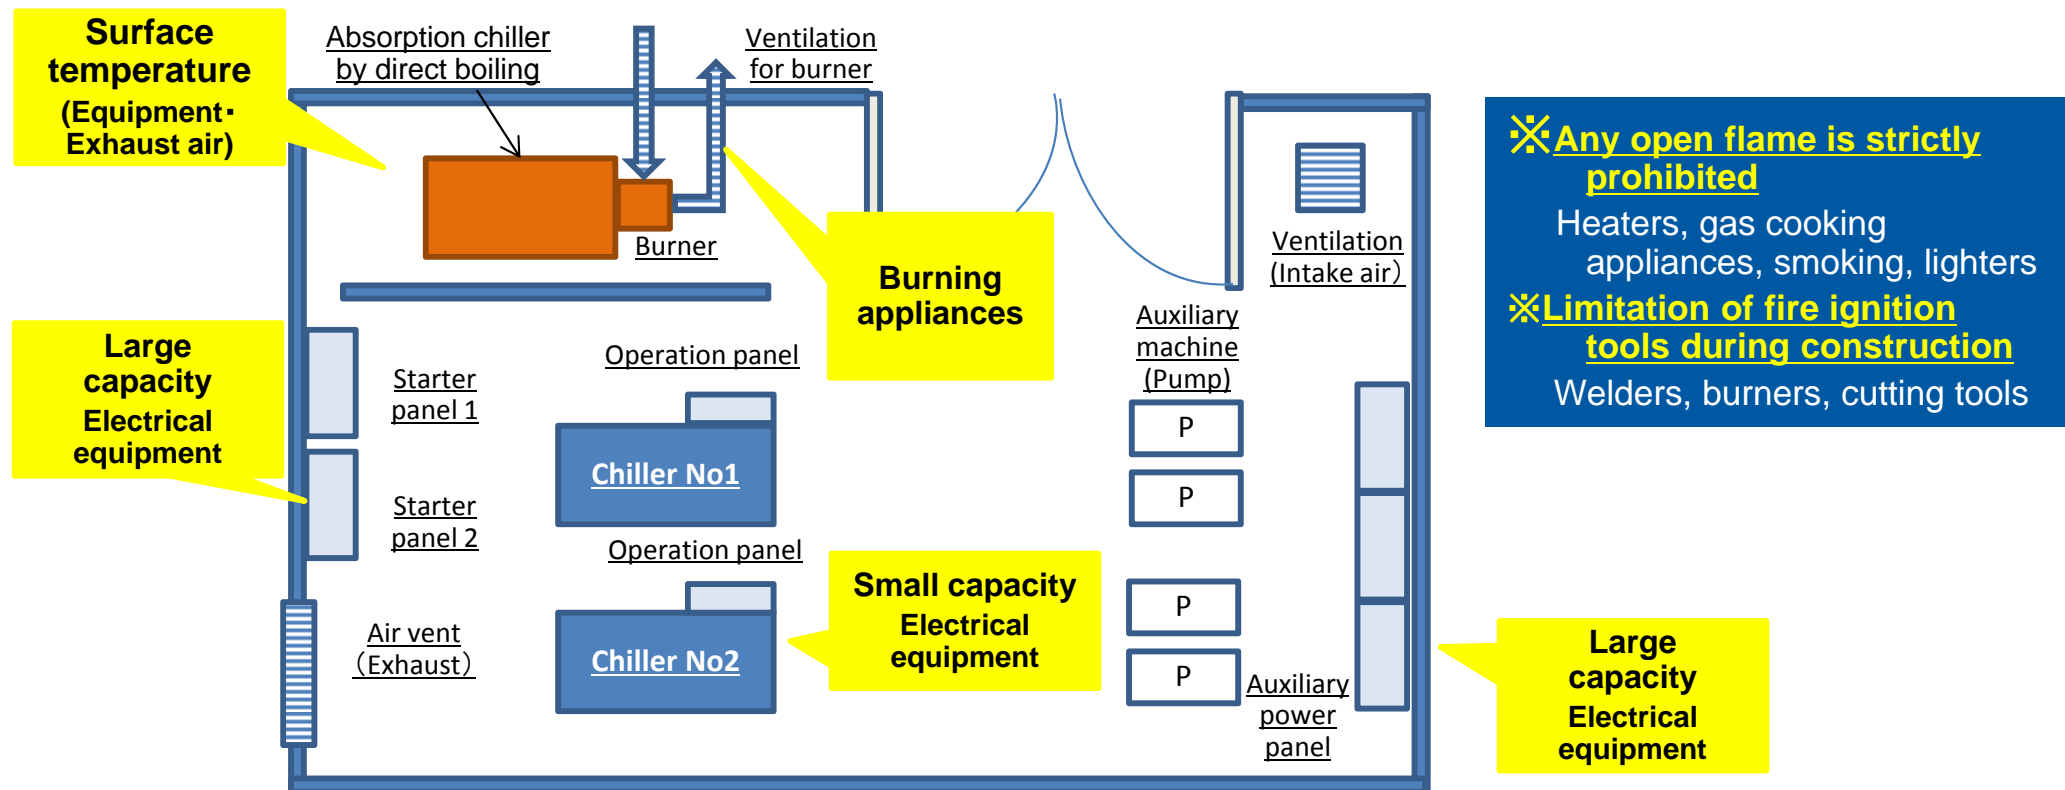 Surface
temperature
(Equipment・
Exhaust air)
Absorption chiller
by direct boiling
Ventilation
for burner
Burner
Burning
appliances
Ventilation
(Intake air）
※Any open flame is strictly
prohibited
Heaters, gas cooking
appliances, smoking, lighters
※Limitation of fire ignition
tools during construction
Welders, burners, cutting tools
Large
capacity
Electrical
equipment
Starter
panel 1
Starter
panel 2
Operation panel
Chiller No1
Operation panel
Chiller No2
Auxiliary
machine
(Pump)
P
P
P
P
Small capacity
Electrical
equipment
Air vent
（Exhaust）
Auxiliary
power
panel
Large
capacity
Electrical
equipment